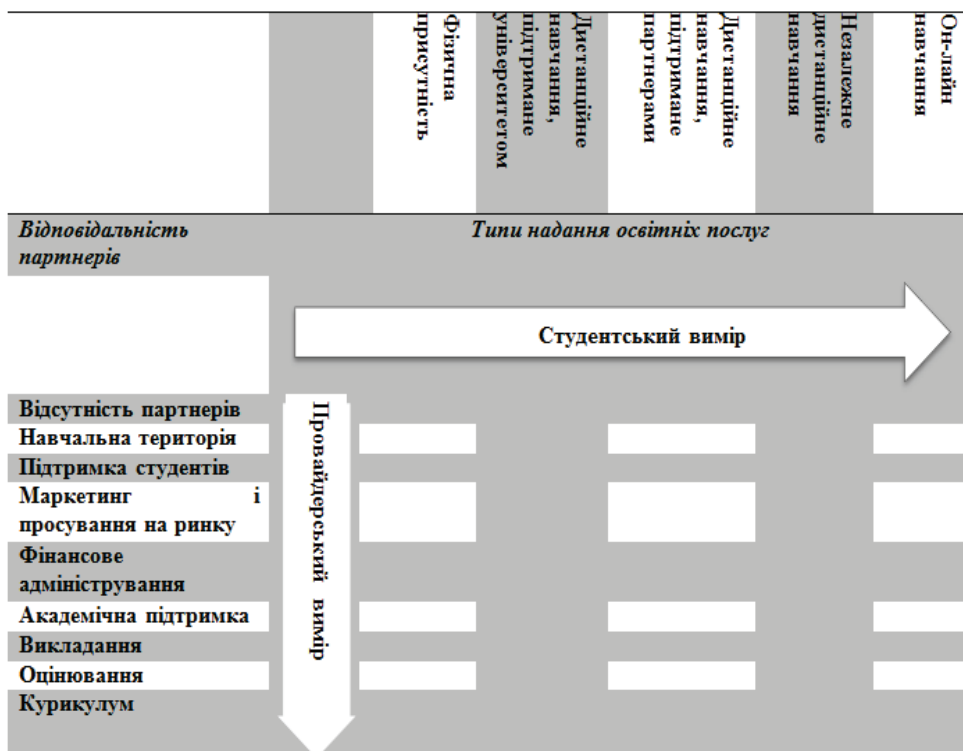 Фізична
присутність
Дистанційне
навчання,
підтримане
університетом
Дистанційне
навчання,
підтримане
партнерами
Незалежне
дистанційне
навчання
Он-лайн
навчання
Відповідальність
партнерів
Типи надання освітніх послуг
Студентський вимір
Провайдерський вимір
Відсутність партнерів
Навчальна територія
Підтримка студентів
Маркетинг і
просування на ринку
Фінансове
адміністрування
Академічна підтримка
Викладання
Оцінювання
Курикулум